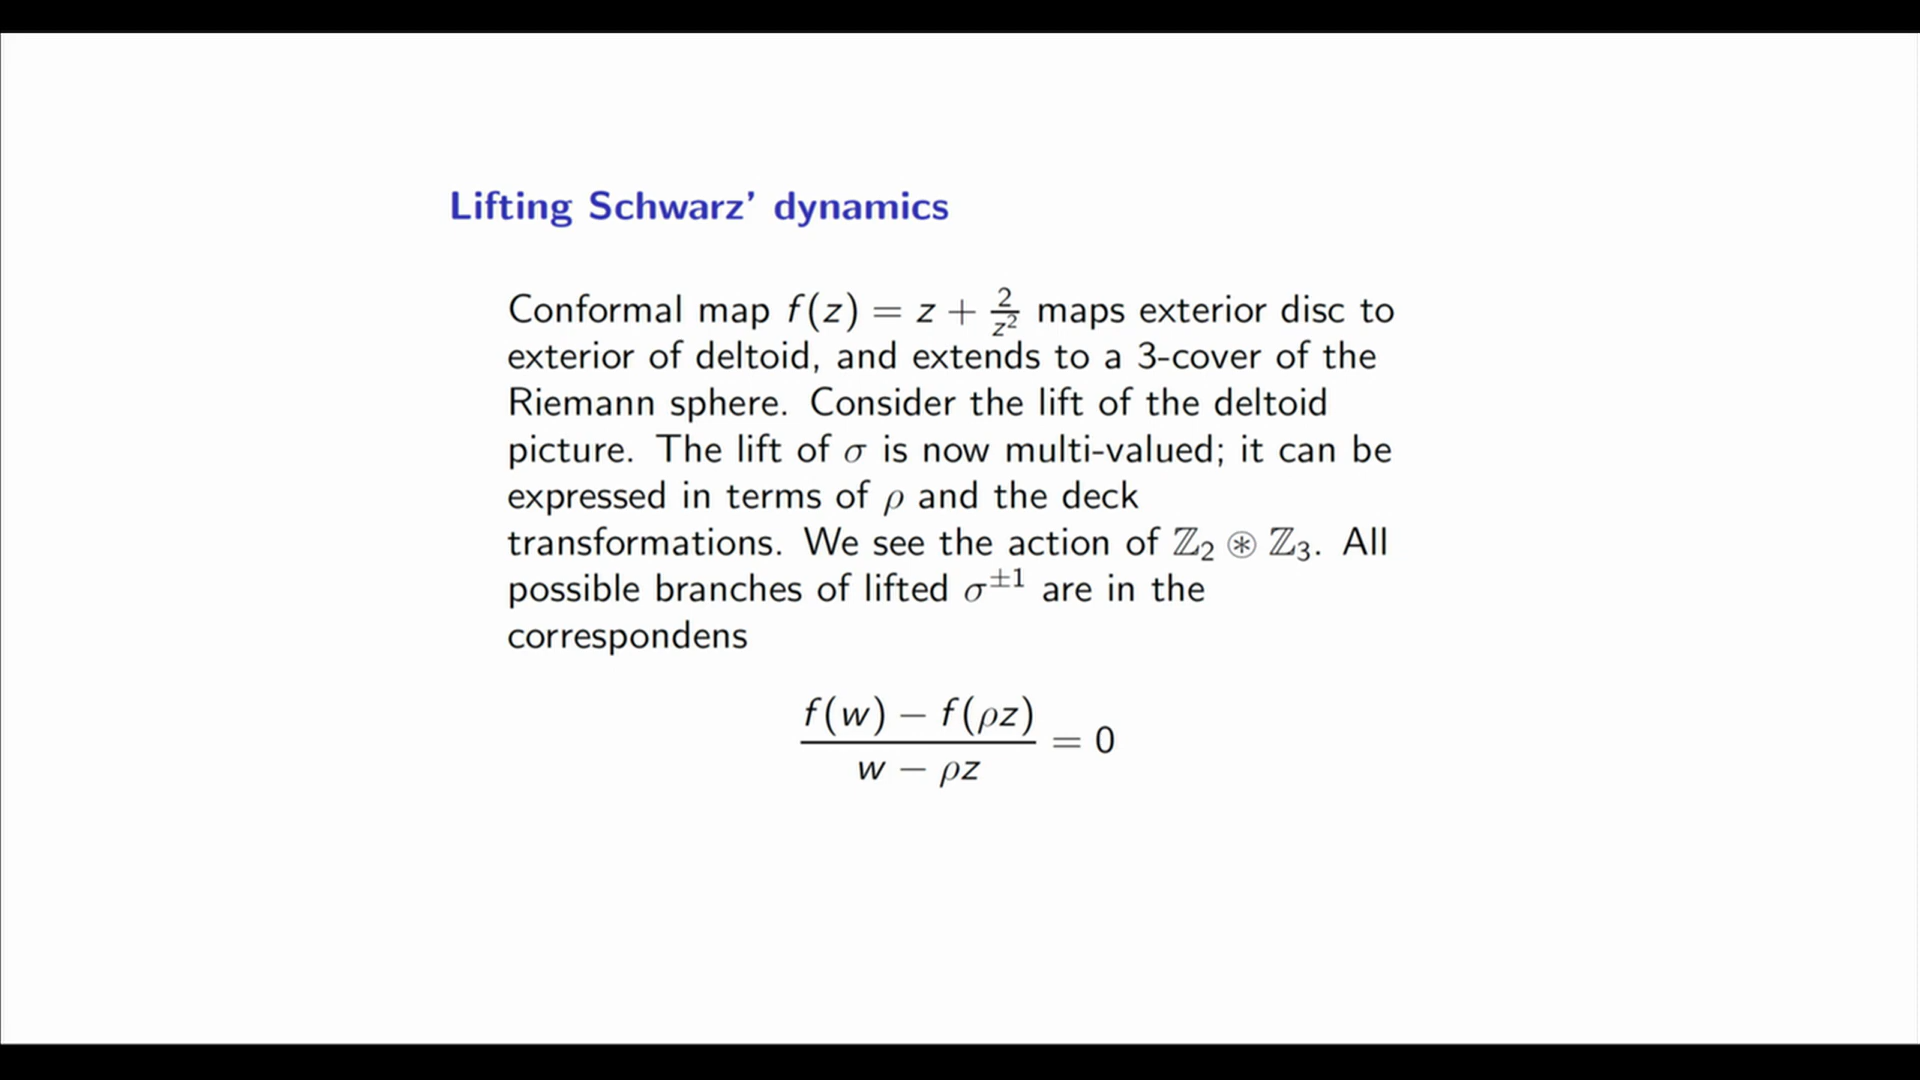 Lifting Schwarz’ dynamics
Conformal map f(z) = z + 2/z² maps exterior disc to
exterior of deltoid, and extends to a 3-cover of the
Riemann sphere. Consider the lift of the deltoid
picture. The lift of σ is now multi-valued; it can be
expressed in terms of ρ and the deck
transformations. We see the action of ℤ₂ ⊛ ℤ₃. All
possible branches of lifted σ^{±1} are in the
correspondens
(f(w) − f(ρz))/(w − ρz) = 0